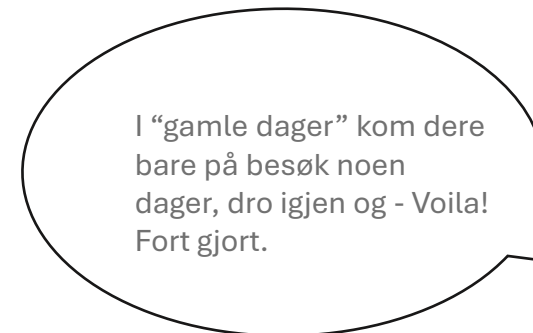 I “gamle dager” kom dere
bare på besøk noen
dager, dro igjen og - Voila!
Fort gjort.